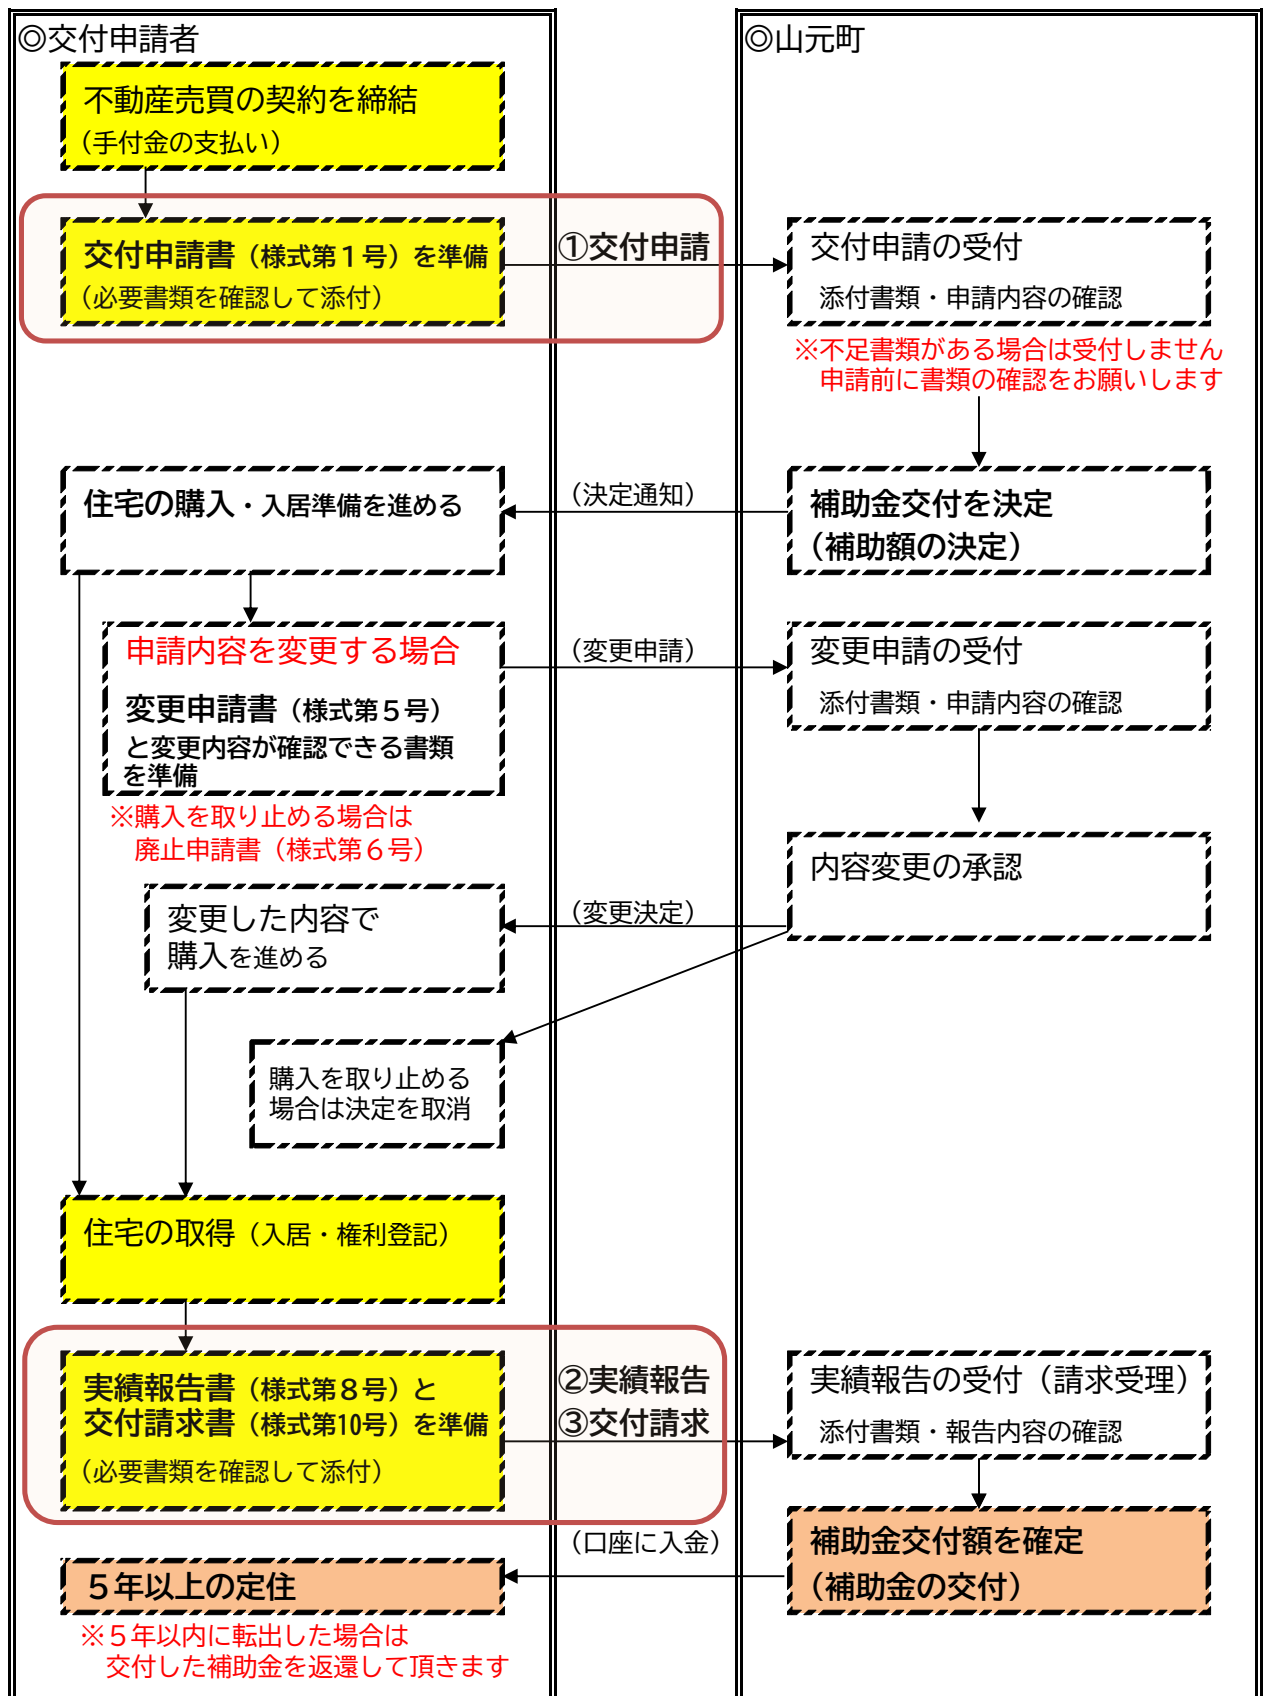 ◎交付申請者
◎山元町
不動産売買の契約を締結
（手付金の支払い）
交付申請書（様式第１号）を準備
（必要書類を確認して添付）
①交付申請
交付申請の受付
添付書類・申請内容の確認
※不足書類がある場合は受付しません
申請前に書類の確認をお願いします
住宅の購入・入居準備を進める
（決定通知）
補助金交付を決定
（補助額の決定）
申請内容を変更する場合
変更申請書（様式第５号）
と変更内容が確認できる書類
を準備
（変更申請）
変更申請の受付
添付書類・申請内容の確認
※購入を取り止める場合は
廃止申請書（様式第６号）
内容変更の承認
変更した内容で
購入を進める
（変更決定）
購入を取り止める
場合は決定を取消
住宅の取得（入居・権利登記）
実績報告書（様式第８号）と
交付請求書（様式第10号）を準備
（必要書類を確認して添付）
②実績報告
③交付請求
実績報告の受付（請求受理）
添付書類・報告内容の確認
（口座に入金）
補助金交付額を確定
（補助金の交付）
５年以上の定住
※５年以内に転出した場合は
交付した補助金を返還して頂きます